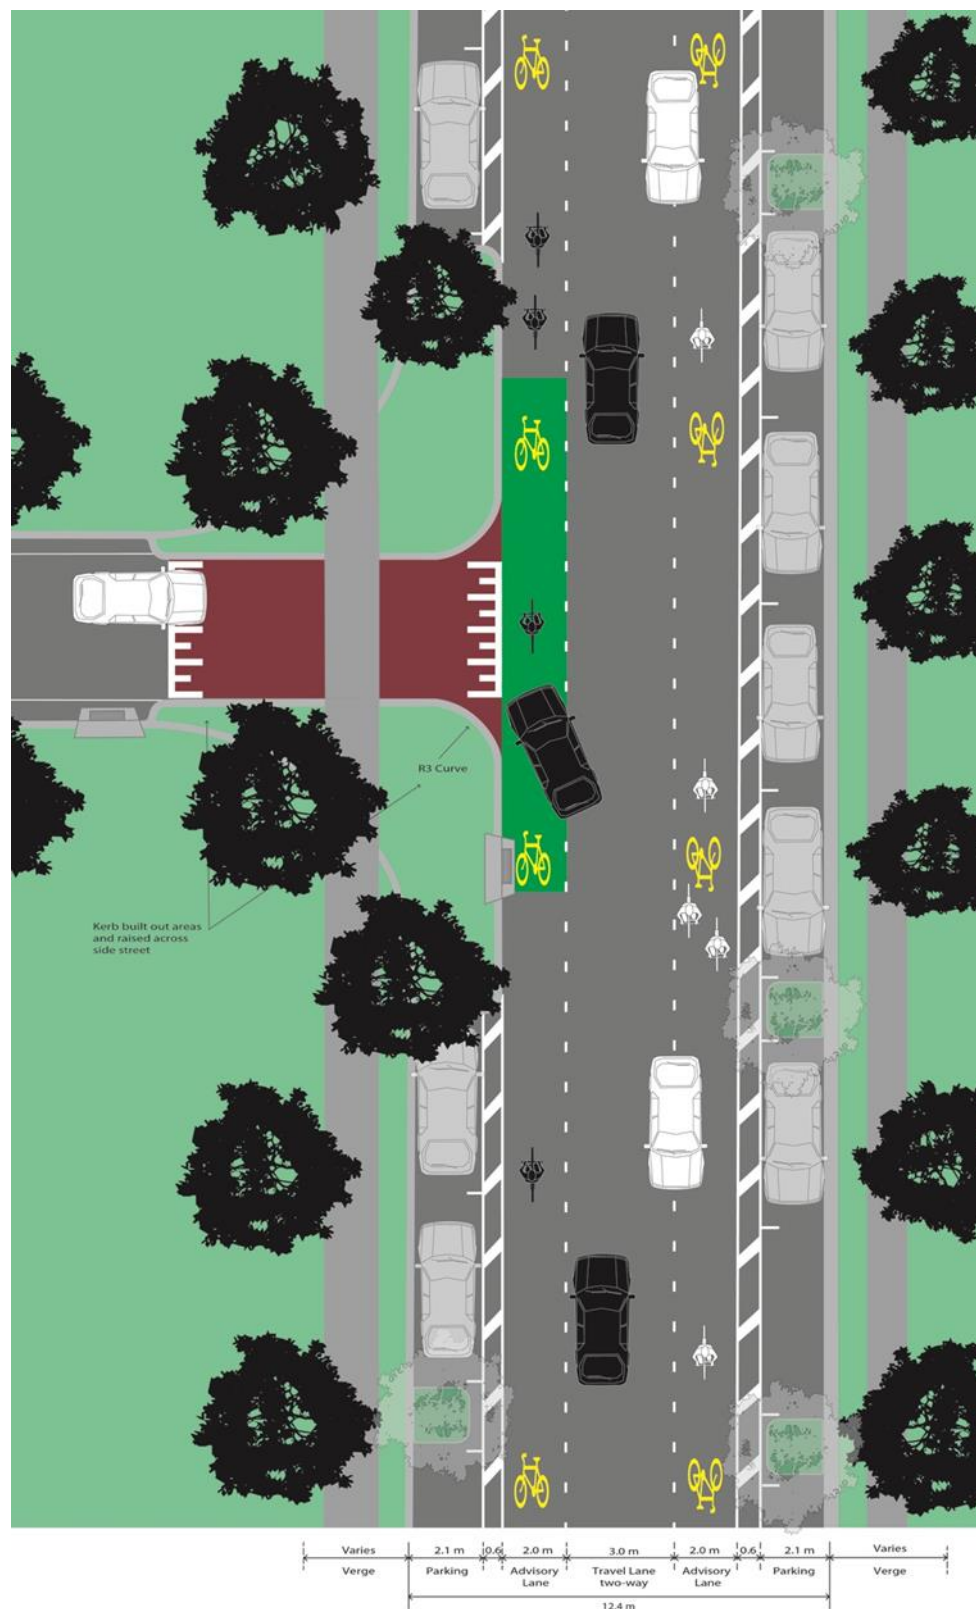 R3 Curve
Kerb built out areas
and raised across
side street
Varies 2.1 m 0.6 2.0 m 3.0 m 2.0 m 0.6 2.1 m Varies
Verge Parking Advisory Travel Lane Advisory Parking Verge
Lane two-way Lane
12.4 m